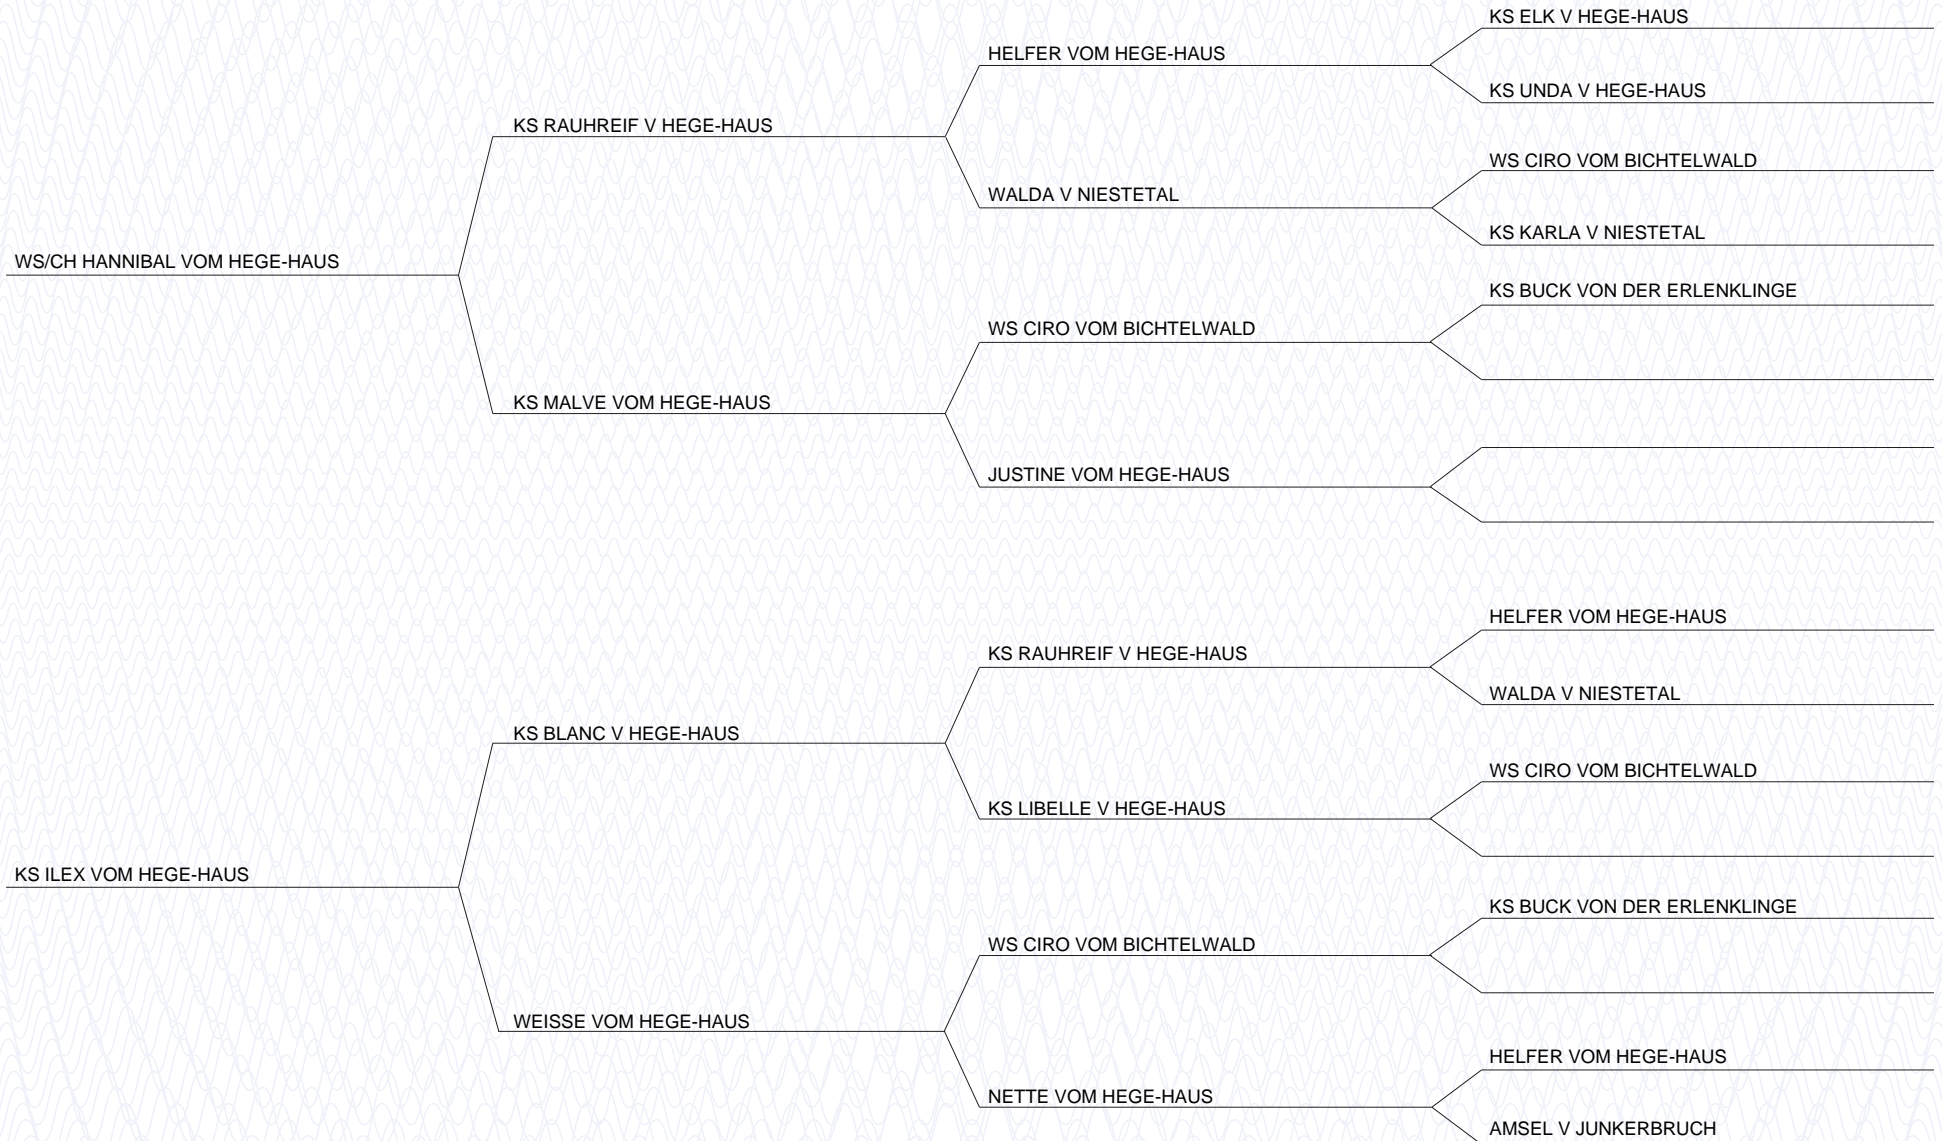 KS ELK V HEGE-HAUS
HELFER VOM HEGE-HAUS
KS UNDA V HEGE-HAUS
KS RAUHREIF V HEGE-HAUS
WS CIRO VOM BICHTELWALD
WALDA V NIESTETAL
KS KARLA V NIESTETAL
WS/CH HANNIBAL VOM HEGE-HAUS
KS BUCK VON DER ERLENKLINGE
WS CIRO VOM BICHTELWALD
KS MALVE VOM HEGE-HAUS
JUSTINE VOM HEGE-HAUS
HELFER VOM HEGE-HAUS
KS RAUHREIF V HEGE-HAUS
WALDA V NIESTETAL
KS BLANC V HEGE-HAUS
WS CIRO VOM BICHTELWALD
KS LIBELLE V HEGE-HAUS
KS ILEX VOM HEGE-HAUS
KS BUCK VON DER ERLENKLINGE
WS CIRO VOM BICHTELWALD
WEISSE VOM HEGE-HAUS
HELFER VOM HEGE-HAUS
NETTE VOM HEGE-HAUS
AMSEL V JUNKERBRUCH